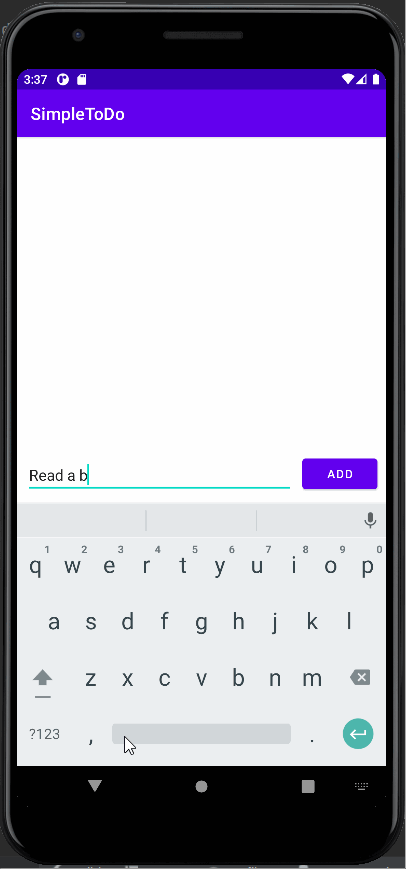 3:37
SimpleToDo
Read a b
ADD
1 2 3 4 5 6 7 8 9 0
q w e r t y u i o p
a s d f g h j k l
z x c v b n m
?123 , .